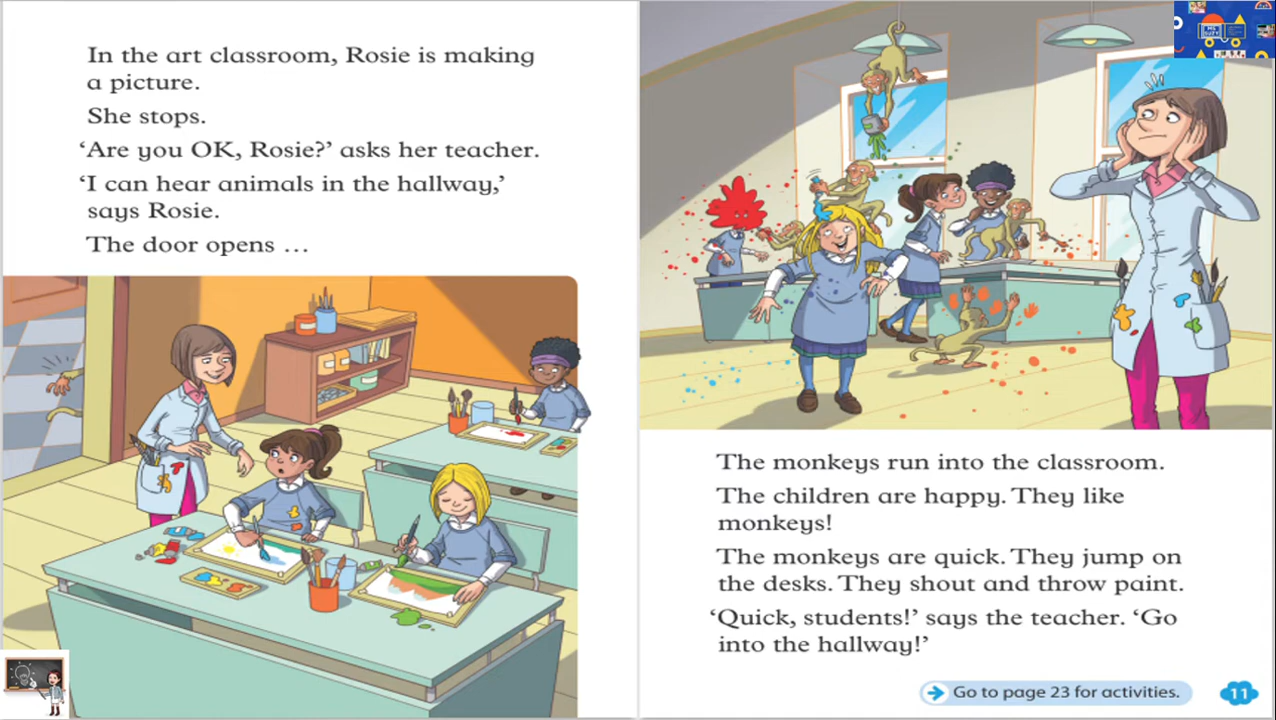 In the art classroom, Rosie is making
a picture.
She stops.
‘Are you OK, Rosie?’ asks her teacher.
‘I can hear animals in the hallway,’
says Rosie.
The door opens ...
The monkeys run into the classroom.
The children are happy. They like
monkeys!
The monkeys are quick. They jump on
the desks. They shout and throw paint.
‘Quick, students!’ says the teacher. ‘Go
into the hallway!’
Go to page 23 for activities.
11